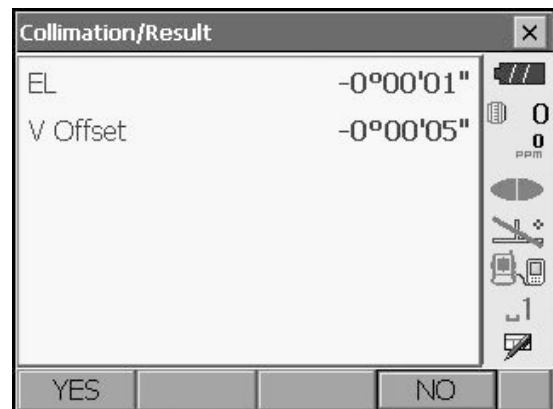 Collimation/Result
EL -0°00'01"
V Offset -0°00'05"
0
0
PPM
1
YES NO